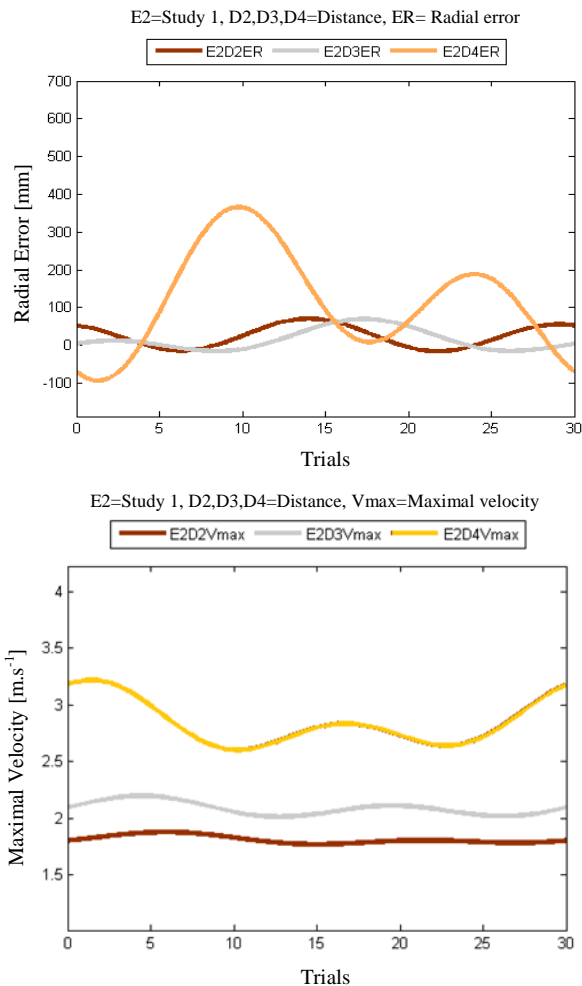 E2=Study 1, D2,D3,D4=Distance, ER= Radial error
E2D2ER E2D3ER E2D4ER
Radial Error [mm]
700
600
500
400
300
200
100
0
-100
0 5 10 15 20 25 30
Trials
E2=Study 1, D2,D3,D4=Distance, Vmax=Maximal velocity
E2D2Vmax E2D3Vmax E2D4Vmax
Maximal Velocity [m.s⁻¹]
4
3.5
3
2.5
2
1.5
0 5 10 15 20 25 30
Trials